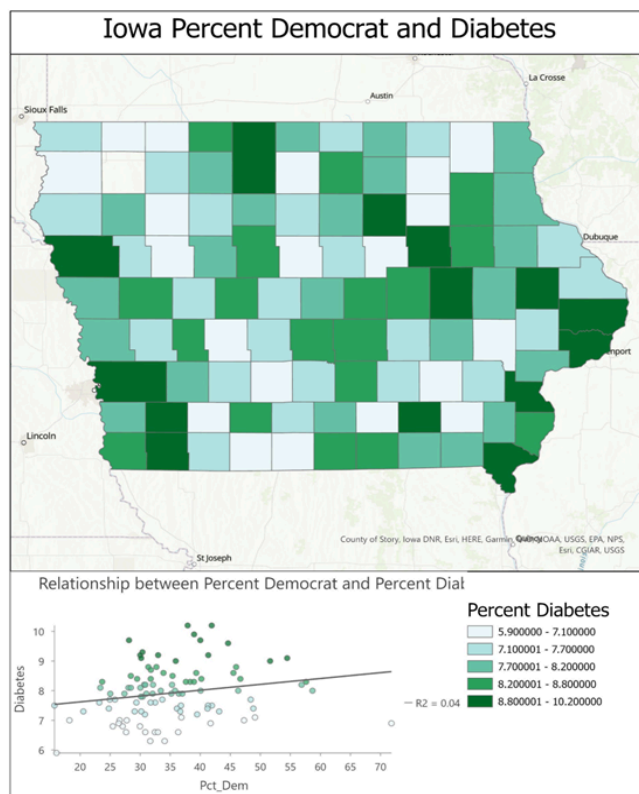 Iowa Percent Democrat and Diabetes
La Crosse
Austin
Sioux Falls
Dubuque
enport
Lincoln
County of Story, Iowa DNR, Esri, HERE, Garmin, NOAA, USGS, EPA, NPS,
Esri, CGIAR, USGS
St Joseph
Relationship between Percent Democrat and Percent Diab
Percent Diabetes
5.900000 - 7.100000
7.100001 - 7.700000
7.700001 - 8.200000
8.200001 - 8.800000
8.800001 - 10.200000
Diabetes
10
9
8
7
6
R2 = 0.04
20 25 30 35 40 45 50 55 60 65 70
Pct_Dem